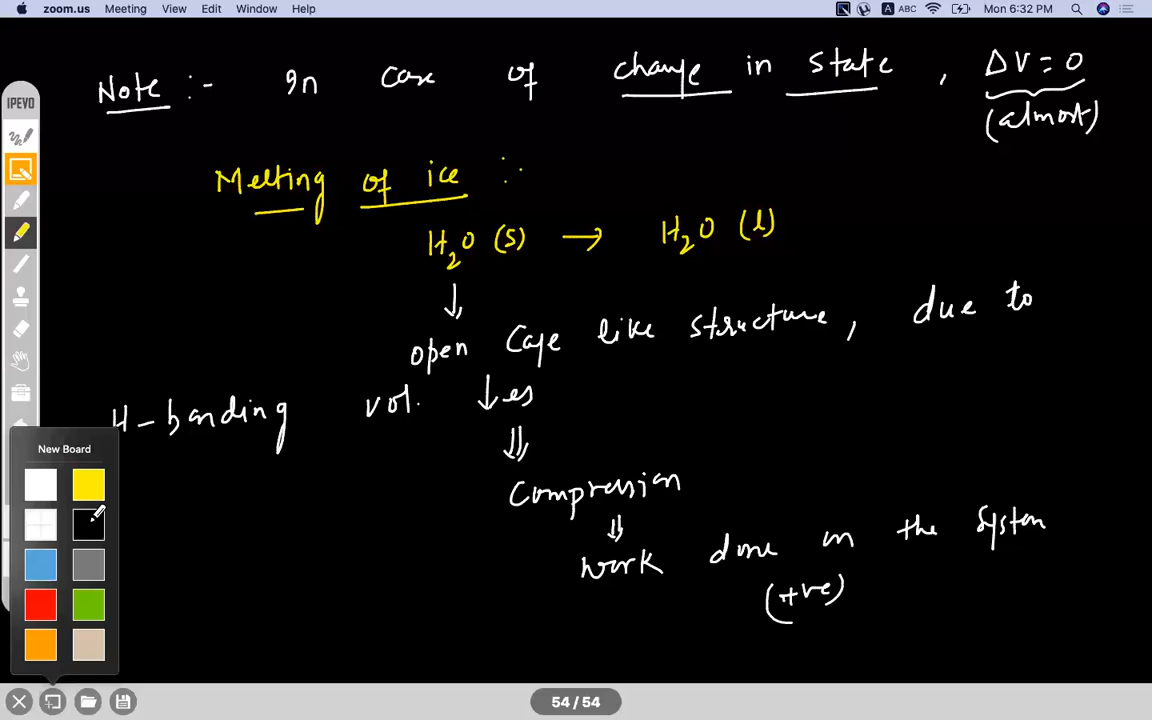 zoom.us Meeting View Edit Window Help
A ABC Mon 6:32 PM
IPEVO
Note :- In case of change in state , ΔV = 0
(almost)
Melting of ice :-
H2O (s) → H2O (l)
↓
open Cage like structure, due to
H-bonding vol. ↓es
⇓
Compression
⇓
work done on the system
(+ve)
New Board
54 / 54